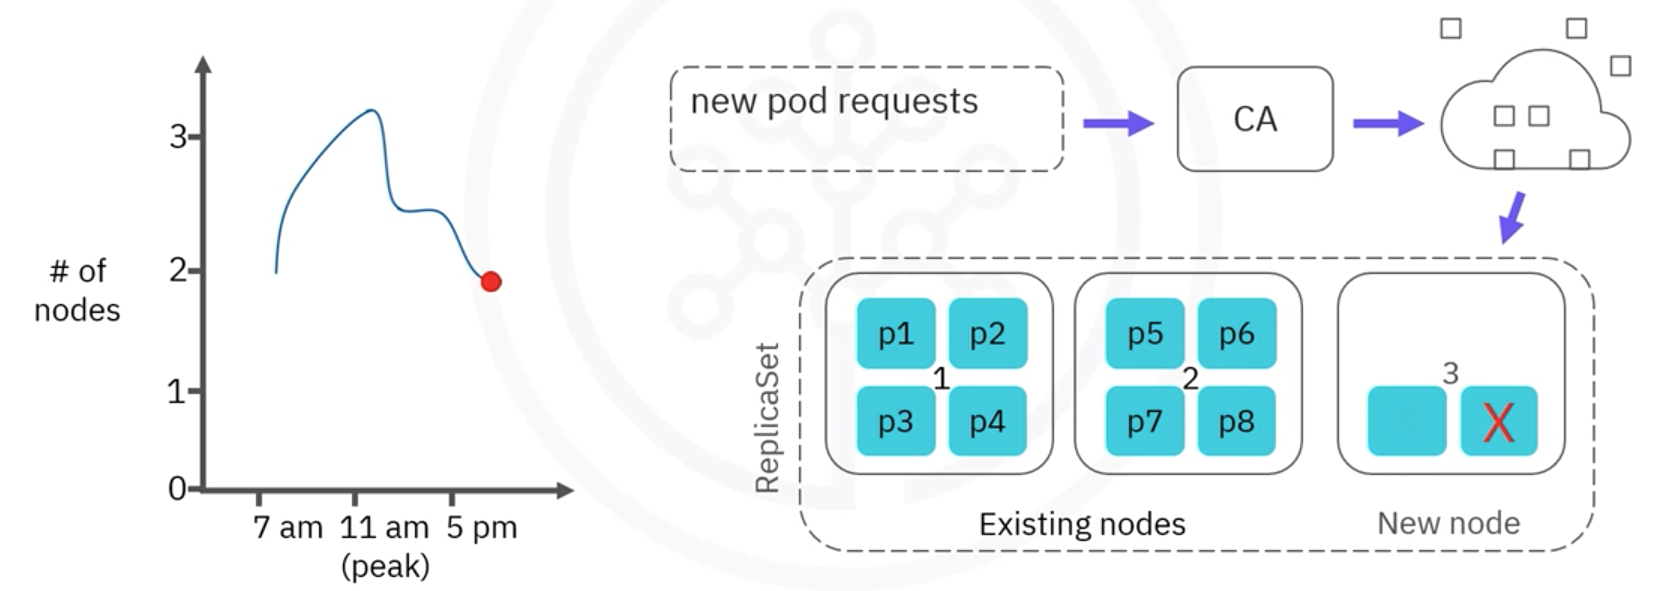 3
2
1
0
# of
nodes
7 am 11 am 5 pm
(peak)
new pod requests
CA
ReplicaSet
p1 p2
1
p3 p4
p5 p6
2
p7 p8
3
X
Existing nodes
New node